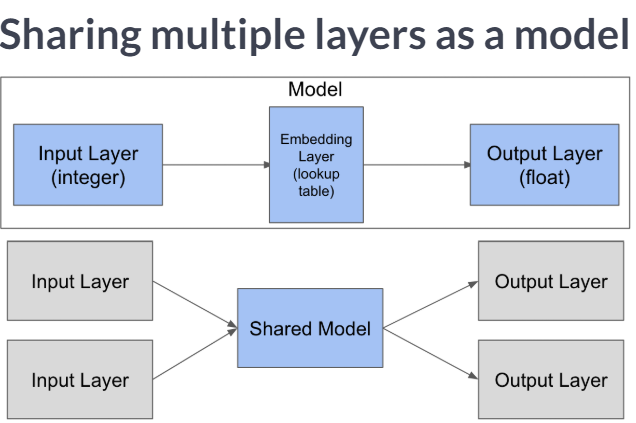 Sharing multiple layers as a model
Model
Input Layer
(integer)
Embedding
Layer
(lookup
table)
Output Layer
(float)
Input Layer
Output Layer
Shared Model
Input Layer
Output Layer